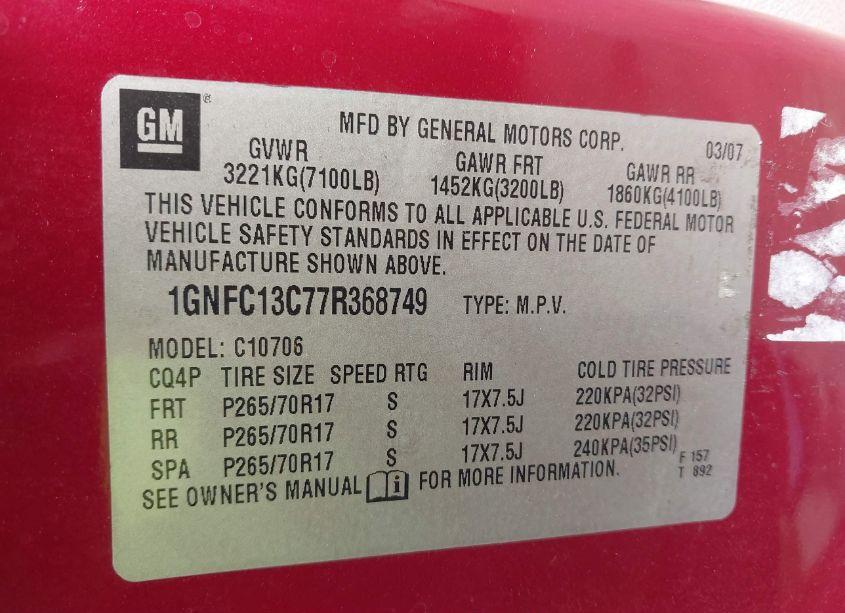 GM ®
MFD BY GENERAL MOTORS CORP. 03/07
GVWR GAWR FRT GAWR RR
3221KG(7100LB) 1452KG(3200LB) 1860KG(4100LB)
THIS VEHICLE CONFORMS TO ALL APPLICABLE U.S. FEDERAL MOTOR
VEHICLE SAFETY STANDARDS IN EFFECT ON THE DATE OF
MANUFACTURE SHOWN ABOVE.
1GNFC13C77R368749 TYPE: M.P.V.
MODEL: C10706
CQ4P TIRE SIZE SPEED RTG RIM COLD TIRE PRESSURE
FRT P265/70R17 S 17X7.5J 220KPA(32PSI)
RR P265/70R17 S 17X7.5J 220KPA(32PSI)
SPA P265/70R17 S 17X7.5J 240KPA(35PSI)
F 157
T 892
SEE OWNER'S MANUAL i FOR MORE INFORMATION.